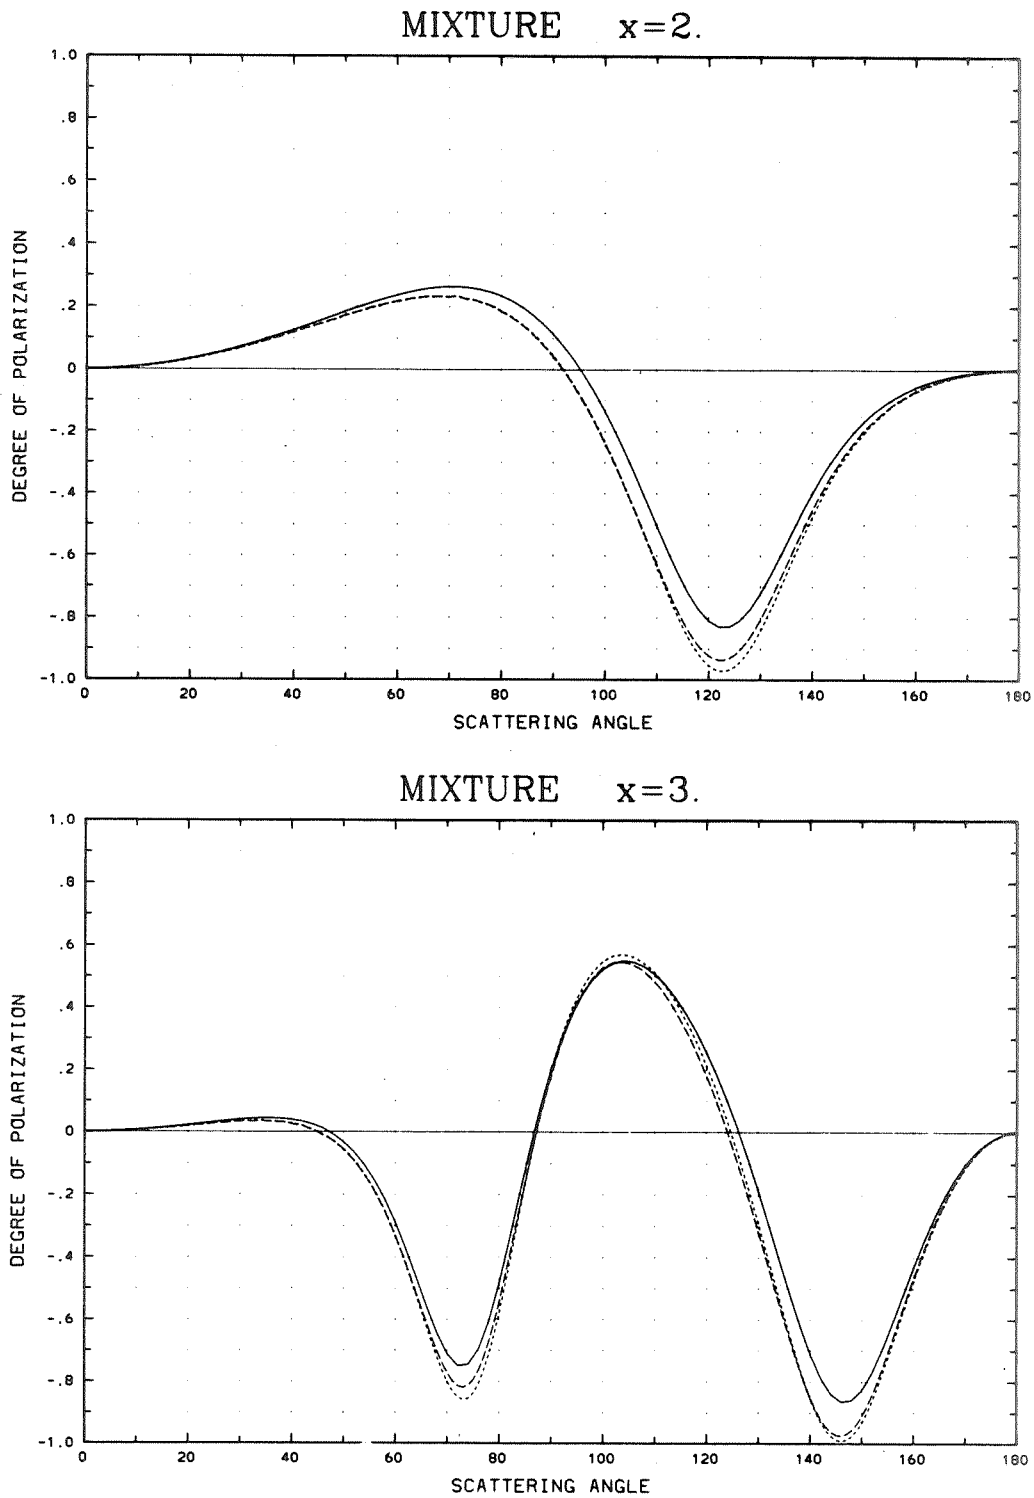 MIXTURE x=2.
1.0
.8
.6
.4
.2
0
-.2
-.4
-.6
-.8
-1.0
DEGREE OF POLARIZATION
0 20 40 60 80 100 120 140 160 180
SCATTERING ANGLE
MIXTURE x=3.
1.0
.8
.6
.4
.2
0
-.2
-.4
-.6
-.8
-1.0
DEGREE OF POLARIZATION
0 20 40 60 80 100 120 140 160 180
SCATTERING ANGLE